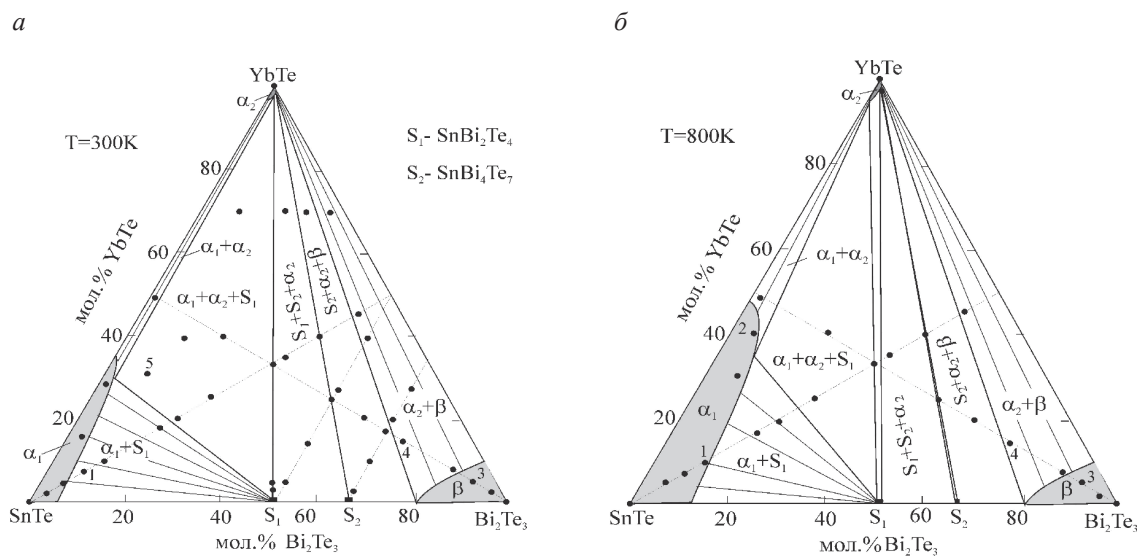 а
YbTe
α₂
T=300K
S₁- SnBi₂Te₄
S₂- SnBi₄Te₇
80
мол.% YbTe
60
α₁+α₂
α₁+α₂+S₁
S₁+S₂+α₂
S₂+α₂+β
40
5
20
α₁
α₁+S₁
1
α₂+β
4
3
β
SnTe
20
40
S₁
60
S₂
80
Bi₂Te₃
мол.% Bi₂Te₃
б
YbTe
α₂
T=800K
80
мол.% YbTe
60
α₁+α₂
40
2
α₁+α₂+S₁
S₁+S₂+α₂
S₂+α₂+β
20
α₁
α₁+S₁
1
α₂+β
4
3
β
SnTe
20
40
S₁
60
S₂
80
Bi₂Te₃
мол.% Bi₂Te₃